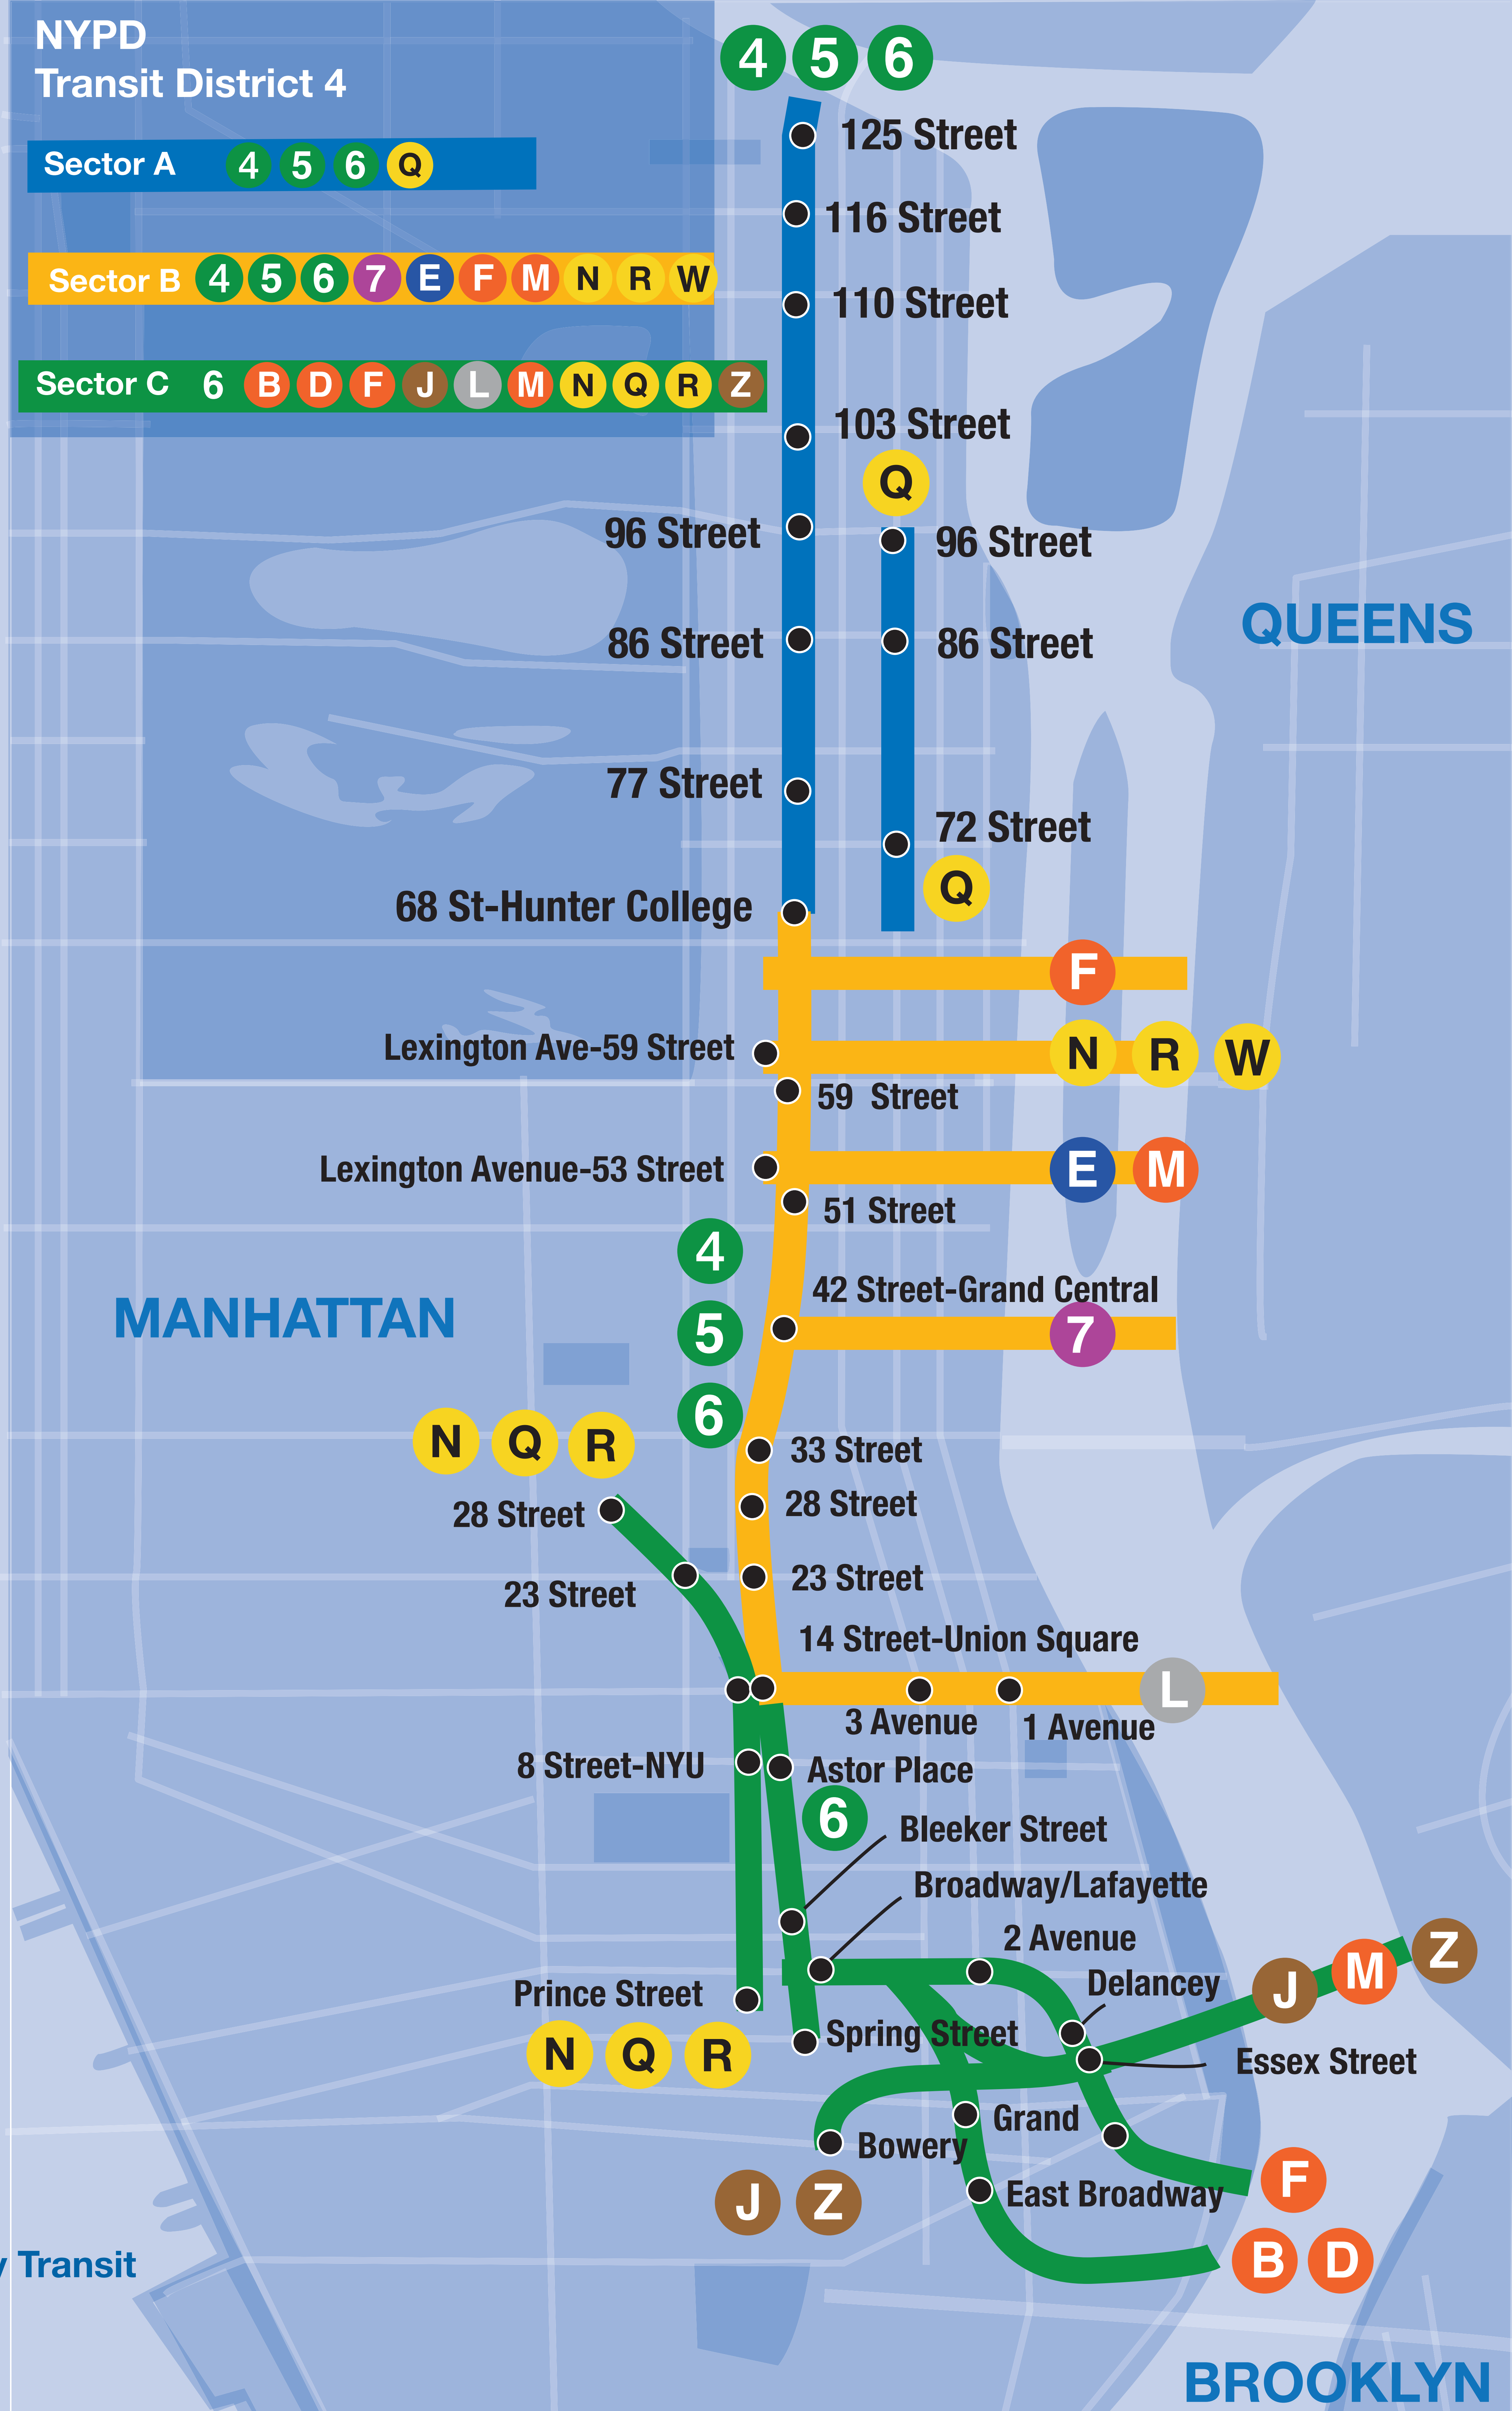 NYPD
Transit District 4
Sector A 4 5 6 Q
Sector B 4 5 6 7 E F M N R W
Sector C 6 B D F J L M N Q R Z
4 5 6
125 Street
116 Street
110 Street
103 Street
Q
96 Street
96 Street
QUEENS
86 Street
86 Street
77 Street
72 Street
Q
68 St-Hunter College
F
Lexington Ave-59 Street
N R W
59 Street
Lexington Avenue-53 Street
E M
51 Street
4
42 Street-Grand Central
MANHATTAN
5
7
6
N Q R
33 Street
28 Street
28 Street
23 Street
23 Street
14 Street-Union Square
L
3 Avenue
1 Avenue
8 Street-NYU
Astor Place
6
Bleeker Street
Broadway/Lafayette
2 Avenue
J M Z
Delancey
Prince Street
Spring Street
N Q R
Essex Street
Grand
Bowery
East Broadway
F
J Z
B D
Transit
BROOKLYN